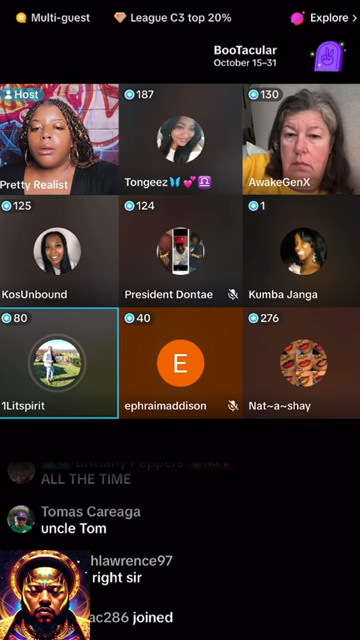 Multi-guest
League C3 top 20%
Explore >
BooTacular
October 15-31
Host
187
130
Pretty Realist
Tongeez
AwakeGenX
125
124
1
KosUnbound
President Dontae
Kumba Janga
80
40
276
E
1Litspirit
ephraimaddison
Nat~a~shay
Brittany Peppers
ALL THE TIME
Tomas Careaga
uncle Tom
hlawrence97
right sir
ac286 joined